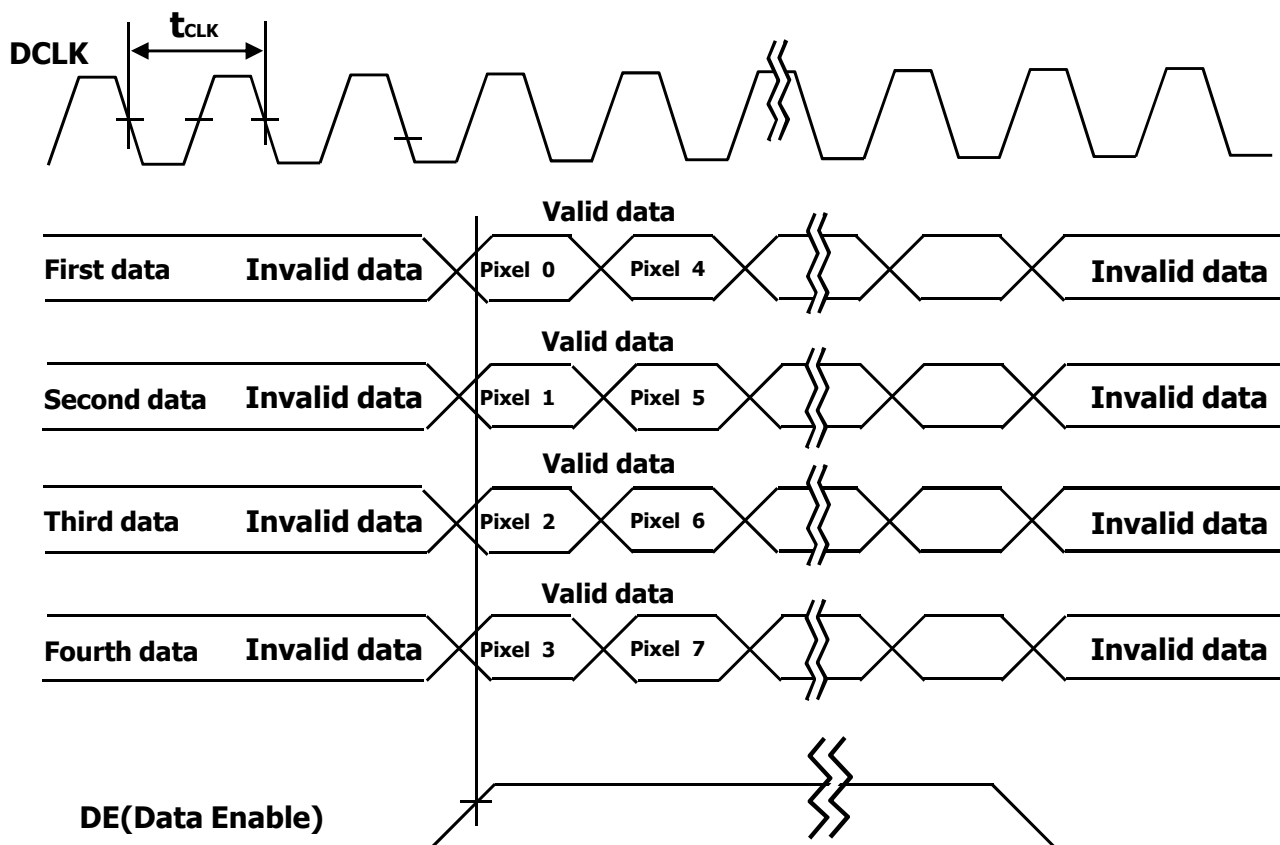 tCLK
DCLK
Valid data
First data Invalid data Pixel 0 Pixel 4 Invalid data
Valid data
Second data Invalid data Pixel 1 Pixel 5 Invalid data
Valid data
Third data Invalid data Pixel 2 Pixel 6 Invalid data
Valid data
Fourth data Invalid data Pixel 3 Pixel 7 Invalid data
DE(Data Enable)